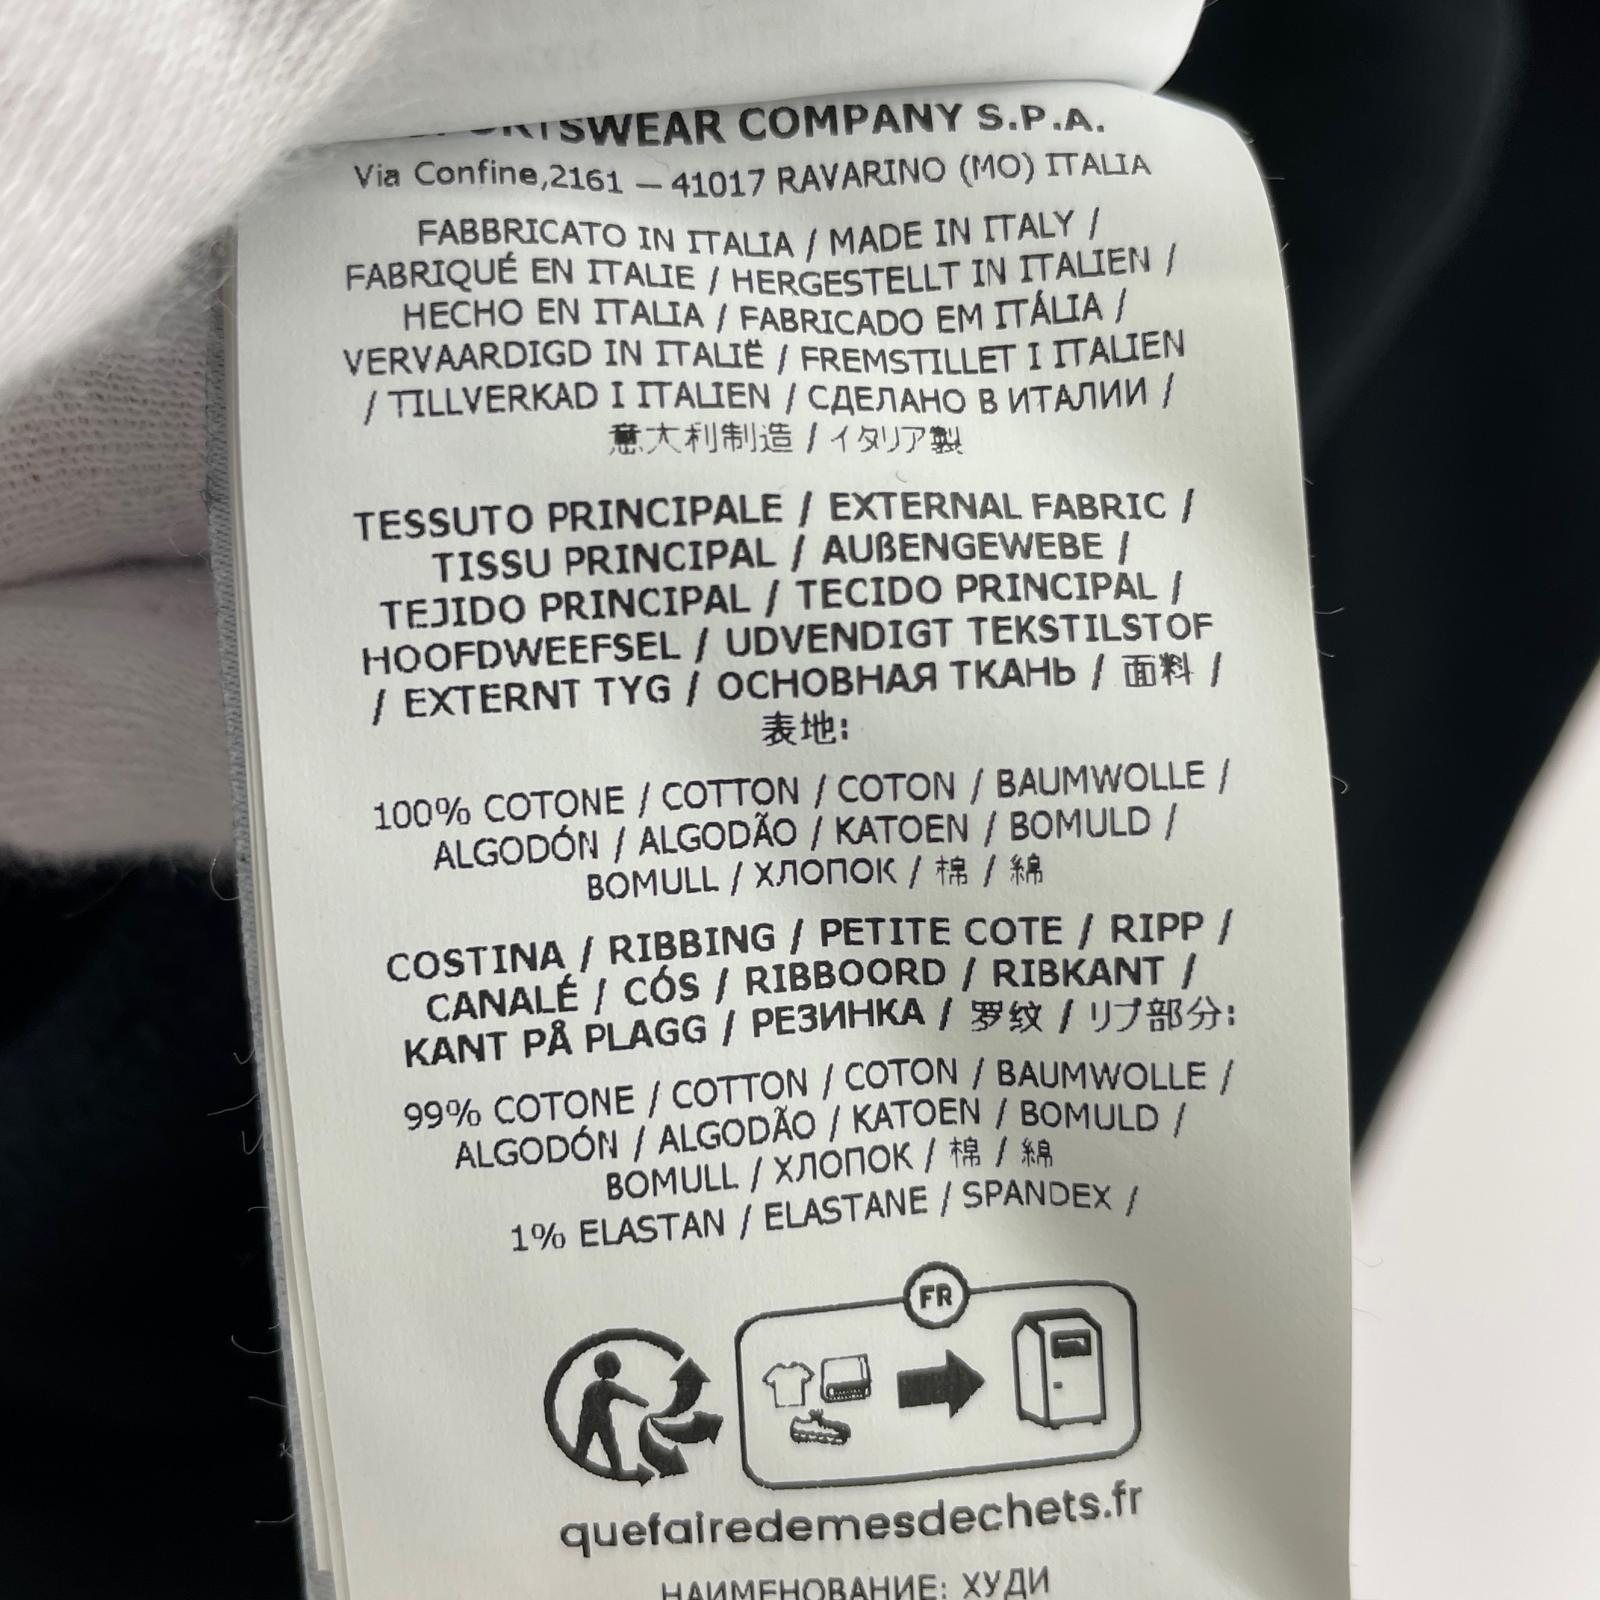 SPORTSWEAR COMPANY S.P.A.
Via Confine,2161 – 41017 RAVARINO (MO) ITALIA
FABBRICATO IN ITALIA / MADE IN ITALY /
FABRIQUÉ EN ITALIE / HERGESTELLT IN ITALIEN /
HECHO EN ITALIA / FABRICADO EM ITÁLIA /
VERVAARDIGD IN ITALIË / FREMSTILLET I ITALIEN
/ TILLVERKAD I ITALIEN / СДЕЛАНО В ИТАЛИИ /
意大利制造 / イタリア製
TESSUTO PRINCIPALE / EXTERNAL FABRIC /
TISSU PRINCIPAL / AUßENGEWEBE /
TEJIDO PRINCIPAL / TECIDO PRINCIPAL /
HOOFDWEEFSEL / UDVENDIGT TEKSTILSTOF
/ EXTERNT TYG / ОСНОВНАЯ ТКАНЬ / 面料 /
表地:
100% COTONE / COTTON / COTON / BAUMWOLLE /
ALGODÓN / ALGODÃO / KATOEN / BOMULD /
BOMULL / ХЛОПОК / 棉 / 綿
COSTINA / RIBBING / PETITE COTE / RIPP /
CANALÉ / CÓS / RIBBOORD / RIBKANT /
KANT PÅ PLAGG / РЕЗИНКА / 罗纹 / リブ部分:
99% COTONE / COTTON / COTON / BAUMWOLLE /
ALGODÓN / ALGODÃO / KATOEN / BOMULD /
BOMULL / ХЛОПОК / 棉 / 綿
1% ELASTAN / ELASTANE / SPANDEX /
FR
quefairedemesdechets.fr
НАИМЕНОВАНИЕ: ХУДИ